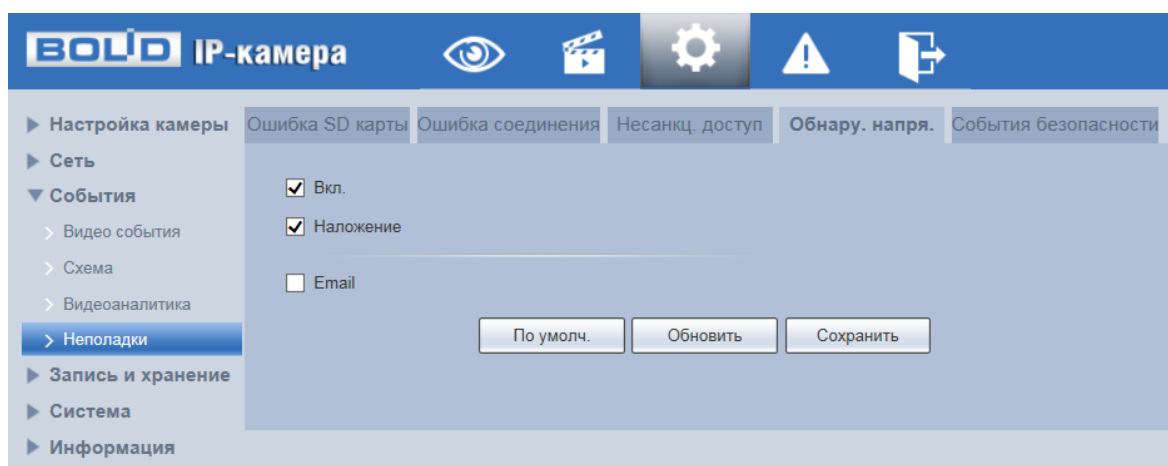 BOLID IP-камера
Настройка камеры
Сеть
События
Видео события
Схема
Видеоаналитика
Неполадки
Запись и хранение
Система
Информация
Ошибка SD карты Ошибка соединения Несанкц. доступ Обнару. напря. События безопасности
Вкл.
Наложение
Email
По умолч. Обновить Сохранить